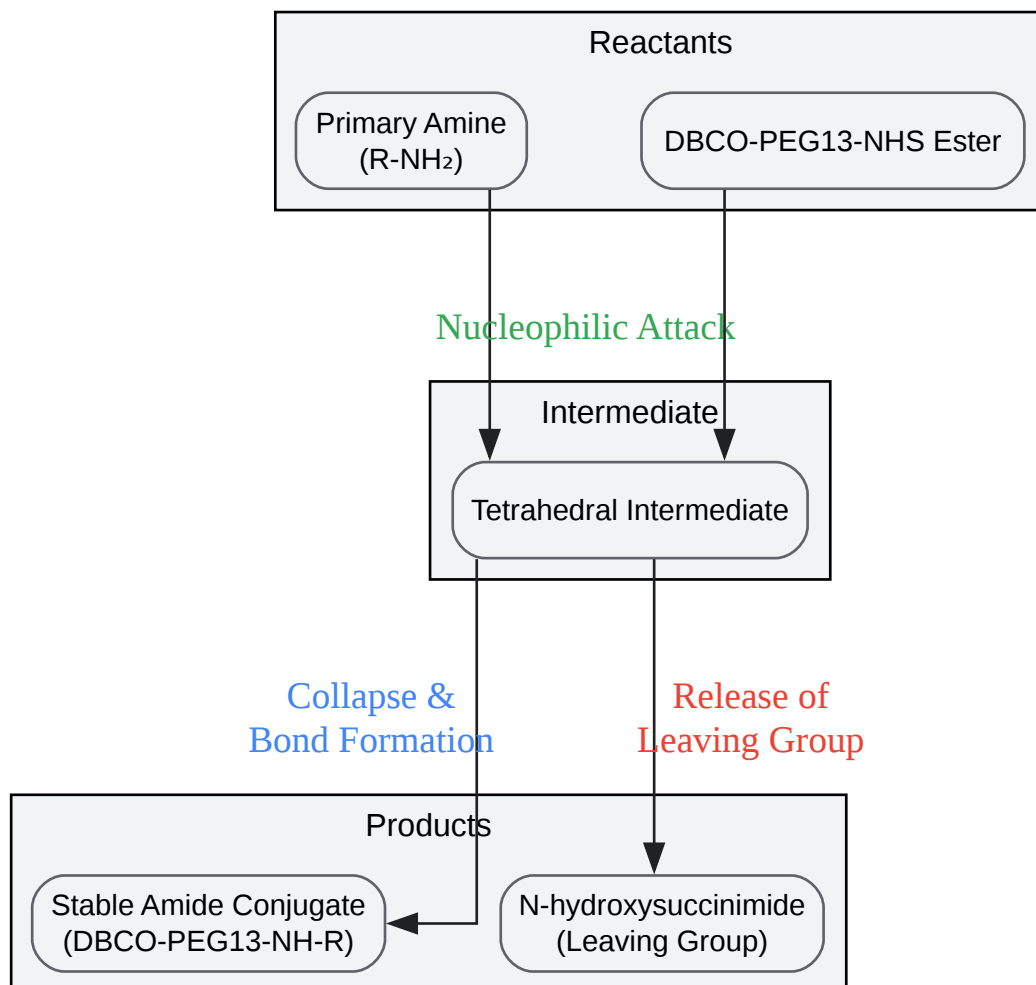 Reactants
Primary Amine
(R-NH₂)
DBCO-PEG13-NHS Ester
Nucleophilic Attack
Intermediate
Tetrahedral Intermediate
Collapse &
Bond Formation
Release of
Leaving Group
Products
Stable Amide Conjugate
(DBCO-PEG13-NH-R)
N-hydroxysuccinimide
(Leaving Group)